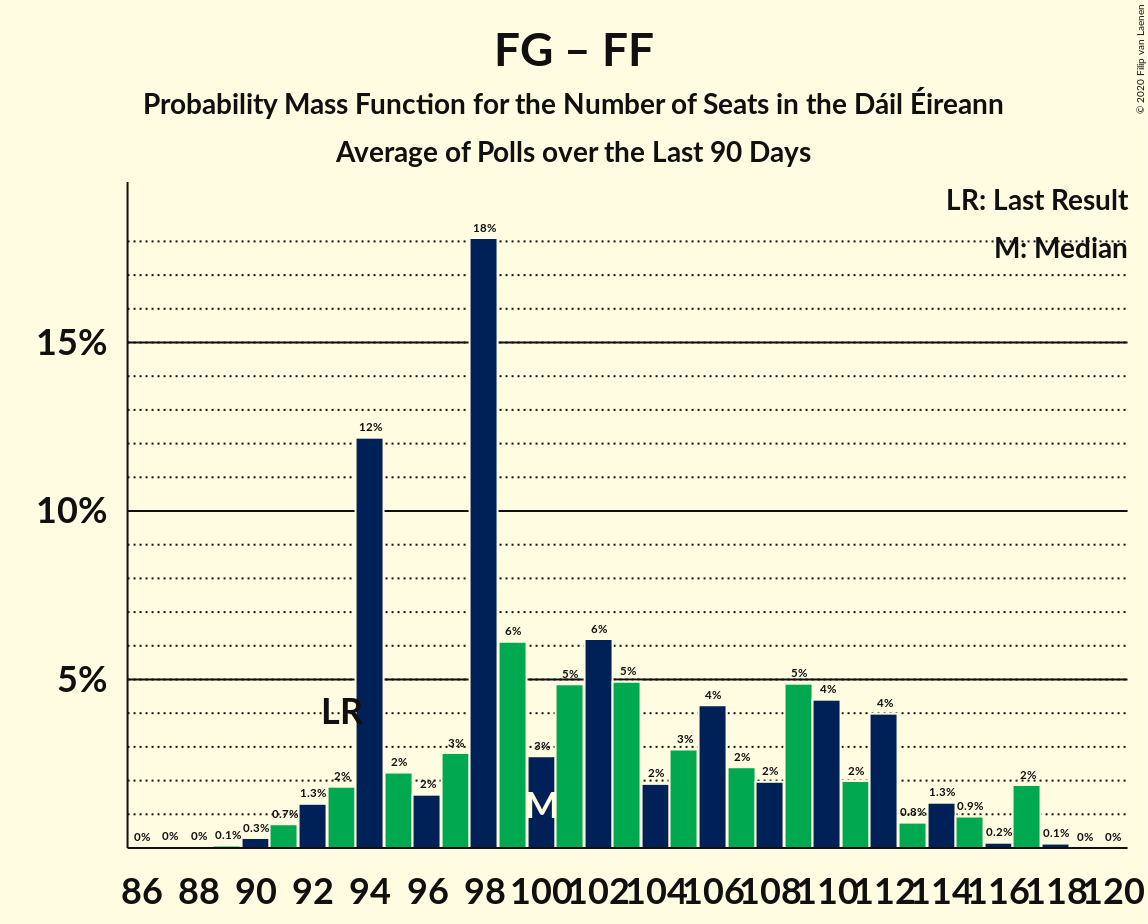 FG – FF
Probability Mass Function for the Number of Seats in the Dáil Éireann
Average of Polls over the Last 90 Days
© 2020 Filip van Laenen
LR: Last Result
M: Median
18%
15%
12%
10%
6% 6%
5%
5% 5% 5%
LR
4% 4% 4%
3% 3% 3%
2% 2% 2% 2% 2% 2% 2% 2%
M
0% 0% 0% 0.1% 0.3% 0.7% 1.3% 0.8% 1.3% 0.9% 0.2% 0.1% 0% 0%
86 88 90 92 94 96 98 100 102 104 106 108 110 112 114 116 118 120